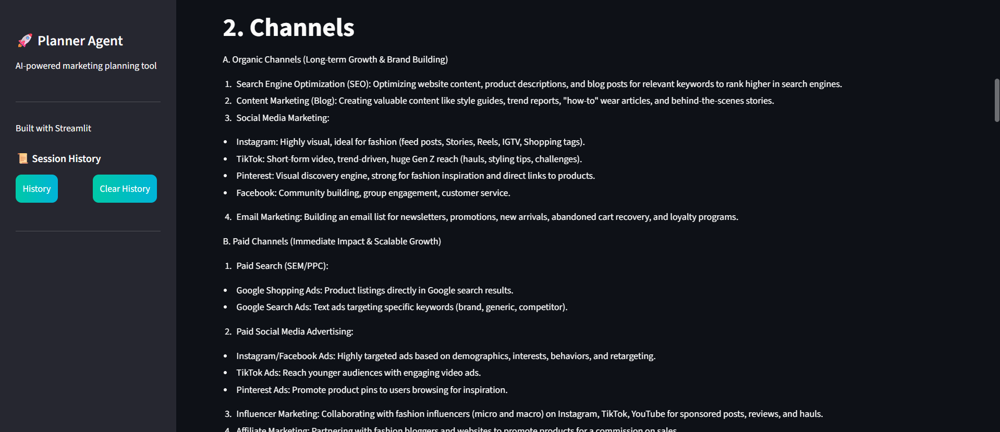 🚀 Planner Agent
AI-powered marketing planning tool
Built with Streamlit
📜 Session History
History
Clear History
2. Channels
A. Organic Channels (Long-term Growth & Brand Building)
1. Search Engine Optimization (SEO): Optimizing website content, product descriptions, and blog posts for relevant keywords to rank higher in search engines.
2. Content Marketing (Blog): Creating valuable content like style guides, trend reports, "how-to" wear articles, and behind-the-scenes stories.
3. Social Media Marketing:
• Instagram: Highly visual, ideal for fashion (feed posts, Stories, Reels, IGTV, Shopping tags).
• TikTok: Short-form video, trend-driven, huge Gen Z reach (hauls, styling tips, challenges).
• Pinterest: Visual discovery engine, strong for fashion inspiration and direct links to products.
• Facebook: Community building, group engagement, customer service.
4. Email Marketing: Building an email list for newsletters, promotions, new arrivals, abandoned cart recovery, and loyalty programs.
B. Paid Channels (Immediate Impact & Scalable Growth)
1. Paid Search (SEM/PPC):
• Google Shopping Ads: Product listings directly in Google search results.
• Google Search Ads: Text ads targeting specific keywords (brand, generic, competitor).
2. Paid Social Media Advertising:
• Instagram/Facebook Ads: Highly targeted ads based on demographics, interests, behaviors, and retargeting.
• TikTok Ads: Reach younger audiences with engaging video ads.
• Pinterest Ads: Promote product pins to users browsing for inspiration.
3. Influencer Marketing: Collaborating with fashion influencers (micro and macro) on Instagram, TikTok, YouTube for sponsored posts, reviews, and hauls.
4. Affiliate Marketing: Partnering with fashion bloggers and websites to promote products for a commission on sales.